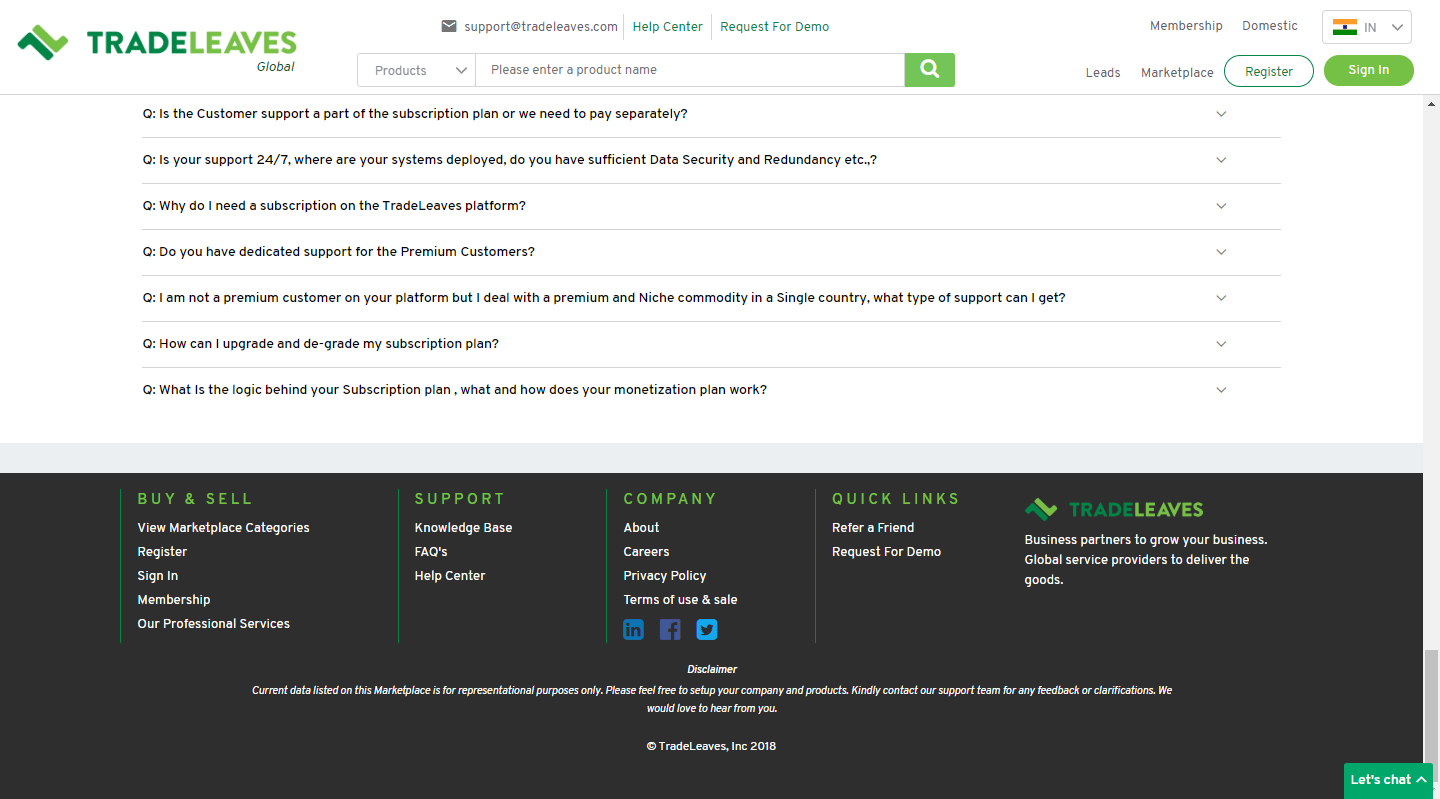 support@tradeleaves.com Help Center Request For Demo Membership Domestic IN
TRADELEAVES
Global
Products Please enter a product name Leads Marketplace Register Sign In
Q: Is the Customer support a part of the subscription plan or we need to pay separately?
Q: Is your support 24/7, where are your systems deployed, do you have sufficient Data Security and Redundancy etc.,?
Q: Why do I need a subscription on the TradeLeaves platform?
Q: Do you have dedicated support for the Premium Customers?
Q: I am not a premium customer on your platform but I deal with a premium and Niche commodity in a Single country, what type of support can I get?
Q: How can I upgrade and de-grade my subscription plan?
Q: What Is the logic behind your Subscription plan , what and how does your monetization plan work?
BUY & SELL
View Marketplace Categories
Register
Sign In
Membership
Our Professional Services
SUPPORT
Knowledge Base
FAQ's
Help Center
COMPANY
About
Careers
Privacy Policy
Terms of use & sale
QUICK LINKS
Refer a Friend
Request For Demo
TRADELEAVES
Business partners to grow your business.
Global service providers to deliver the
goods.
Disclaimer
Current data listed on this Marketplace is for representational purposes only. Please feel free to setup your company and products. Kindly contact our support team for any feedback or clarifications. We
would love to hear from you.
© TradeLeaves, Inc 2018
Let's chat